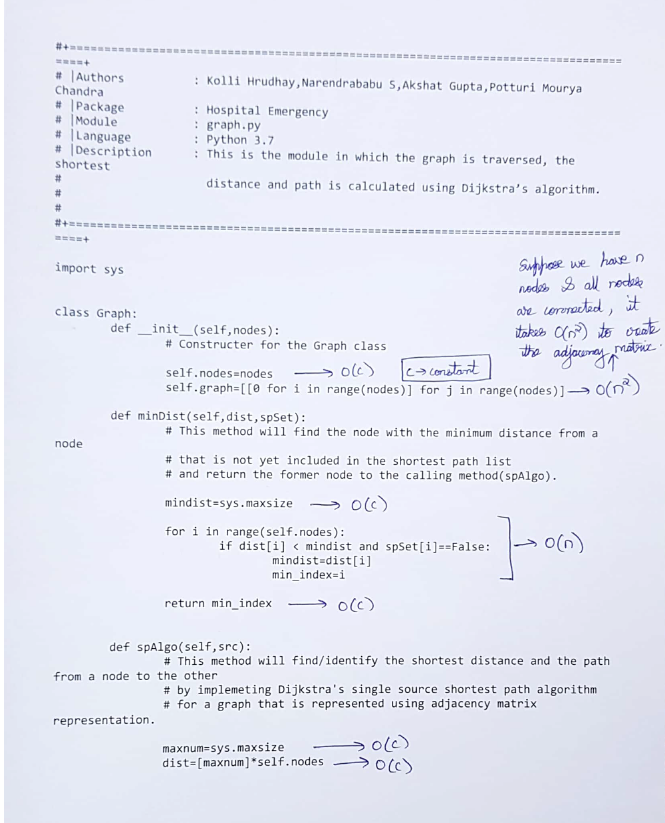 #+==============================================================================
====+
# |Authors : Kolli Hrudhay,Narendrababu S,Akshat Gupta,Potturi Mourya
Chandra
# |Package : Hospital Emergency
# |Module : graph.py
# |Language : Python 3.7
# |Description : This is the module in which the graph is traversed, the
shortest
# distance and path is calculated using Dijkstra's algorithm.
#
#
#+==============================================================================
====+
import sys
Suppose we have n
nodes & all nodes
are connected, it
takes O(n²) to create
the adjacency matrix.
class Graph:
def __init__(self,nodes):
# Constructer for the Graph class
self.nodes=nodes → O(c) c→constant
self.graph=[[0 for i in range(nodes)] for j in range(nodes)] → O(n²)
def minDist(self,dist,spSet):
# This method will find the node with the minimum distance from a
node
# that is not yet included in the shortest path list
# and return the former node to the calling method(spAlgo).
mindist=sys.maxsize → O(c)
for i in range(self.nodes):
if dist[i] < mindist and spSet[i]==False: → O(n)
mindist=dist[i]
min_index=i
return min_index → O(c)
def spAlgo(self,src):
# This method will find/identify the shortest distance and the path
from a node to the other
# by implemeting Dijkstra's single source shortest path algorithm
# for a graph that is represented using adjacency matrix
representation.
maxnum=sys.maxsize → O(c)
dist=[maxnum]*self.nodes → O(c)